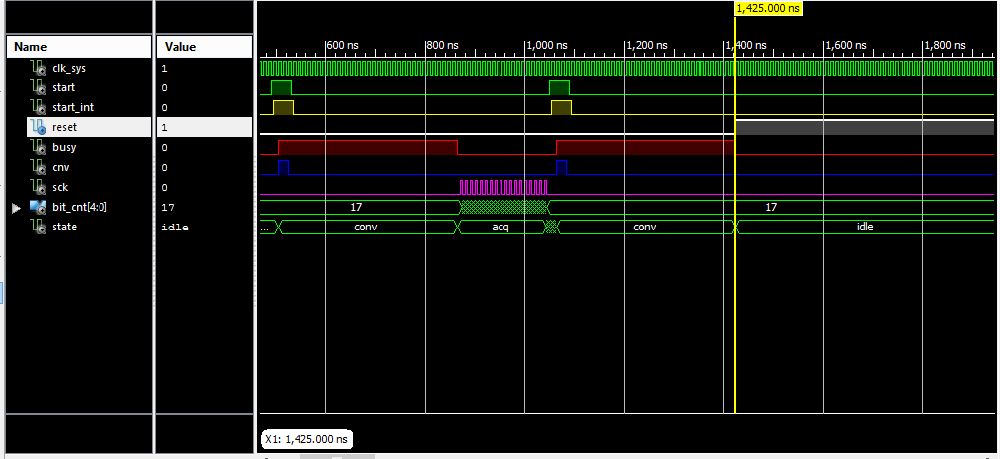 1,425.000 ns
Name Value 600 ns 800 ns 1,000 ns 1,200 ns 1,400 ns 1,600 ns 1,800 ns
clk_sys 1
start 0
start_int 0
reset 1
busy 0
cnv 0
sck 0
bit_cnt[4:0] 17 17 17
state idle ... conv acq conv idle
X1: 1,425.000 ns